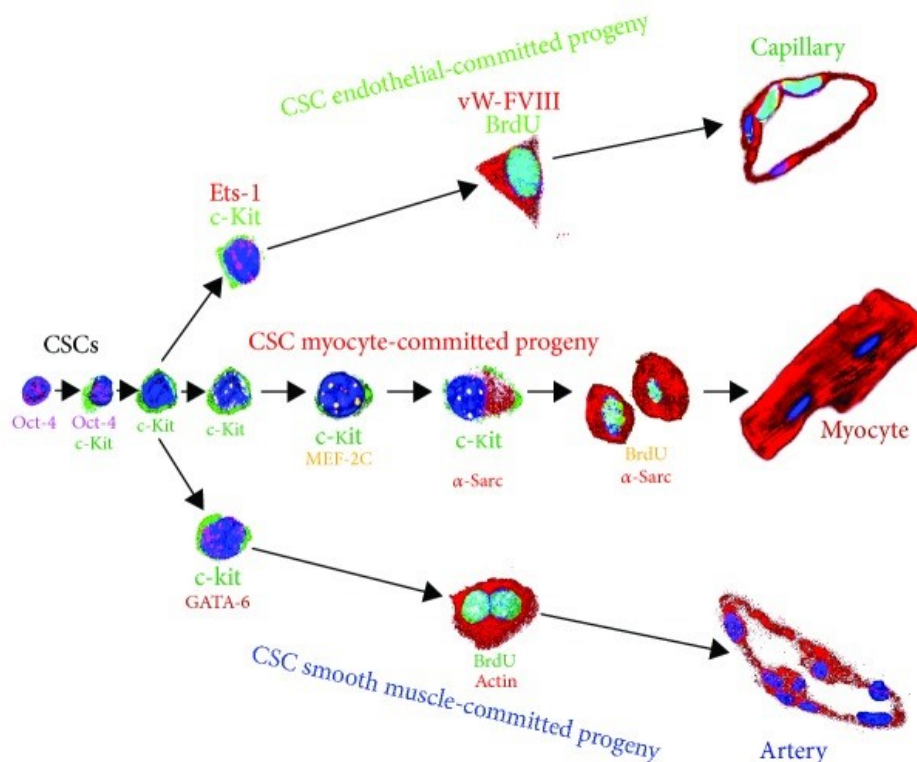 Capillary
CSC endothelial-committed progeny
vW-FVIII
BrdU
Ets-1
c-Kit
CSCs
CSC myocyte-committed progeny
Oct-4
Oct-4
c-Kit
c-Kit
c-Kit
c-Kit
MEF-2C
c-Kit
α-Sarc
BrdU
α-Sarc
Myocyte
c-kit
GATA-6
BrdU
Actin
CSC smooth muscle-committed progeny
Artery